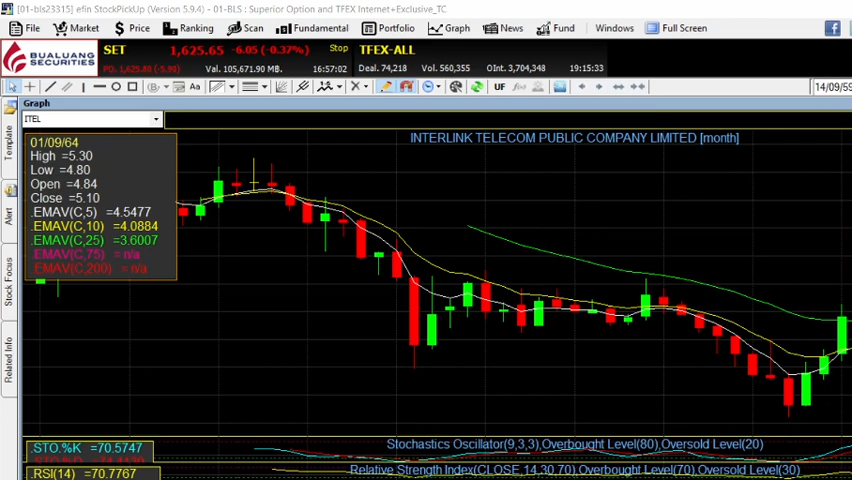 [01-bls23315] efin StockPickUp (Version 5.9.4) - 01-BLS : Superior Option and TFEX Internet+Exclusive_TC
File Market Price Ranking Scan Fundamental Portfolio Graph News Fund Windows Full Screen
BUALUANG SECURITIES SET 1,625.65 -6.05 (-0.37%) Stop TFEX-ALL
PO: 1,625.80 (-5.90) Val. 105,671.90 MB. 16:57:02 Deal. 74,218 Vol. 560,355 OInt. 3,704,348 19:15:33
Aa UF f(x) 14/09/59
Graph
ITEL
INTERLINK TELECOM PUBLIC COMPANY LIMITED [month]
01/09/64
High =5.30
Low =4.80
Open =4.84
Close =5.10
.EMAV(C,5) =4.5477
.EMAV(C,10) =4.0884
.EMAV(C,25) =3.6007
.EMAV(C,75) = n/a
.EMAV(C,200) = n/a
Template
Alert
Stock Focus
Related Info
Stochastics Oscillator(9,3,3),Overbought Level(80),Oversold Level(20)
.STO.%K =70.5747
Relative Strength Index(CLOSE,14,30,70),Overbought Level(70),Oversold Level(30)
.RSI(14) =70.7767